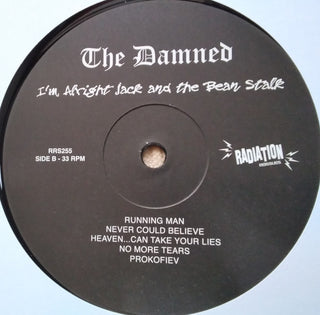 The Damned
I'm Alright Jack and the Bean Stalk
RRS255
SIDE B - 33 RPM
RADIATION
RUNNING MAN
NEVER COULD BELIEVE
HEAVEN...CAN TAKE YOUR LIES
NO MORE TEARS
PROKOFIEV